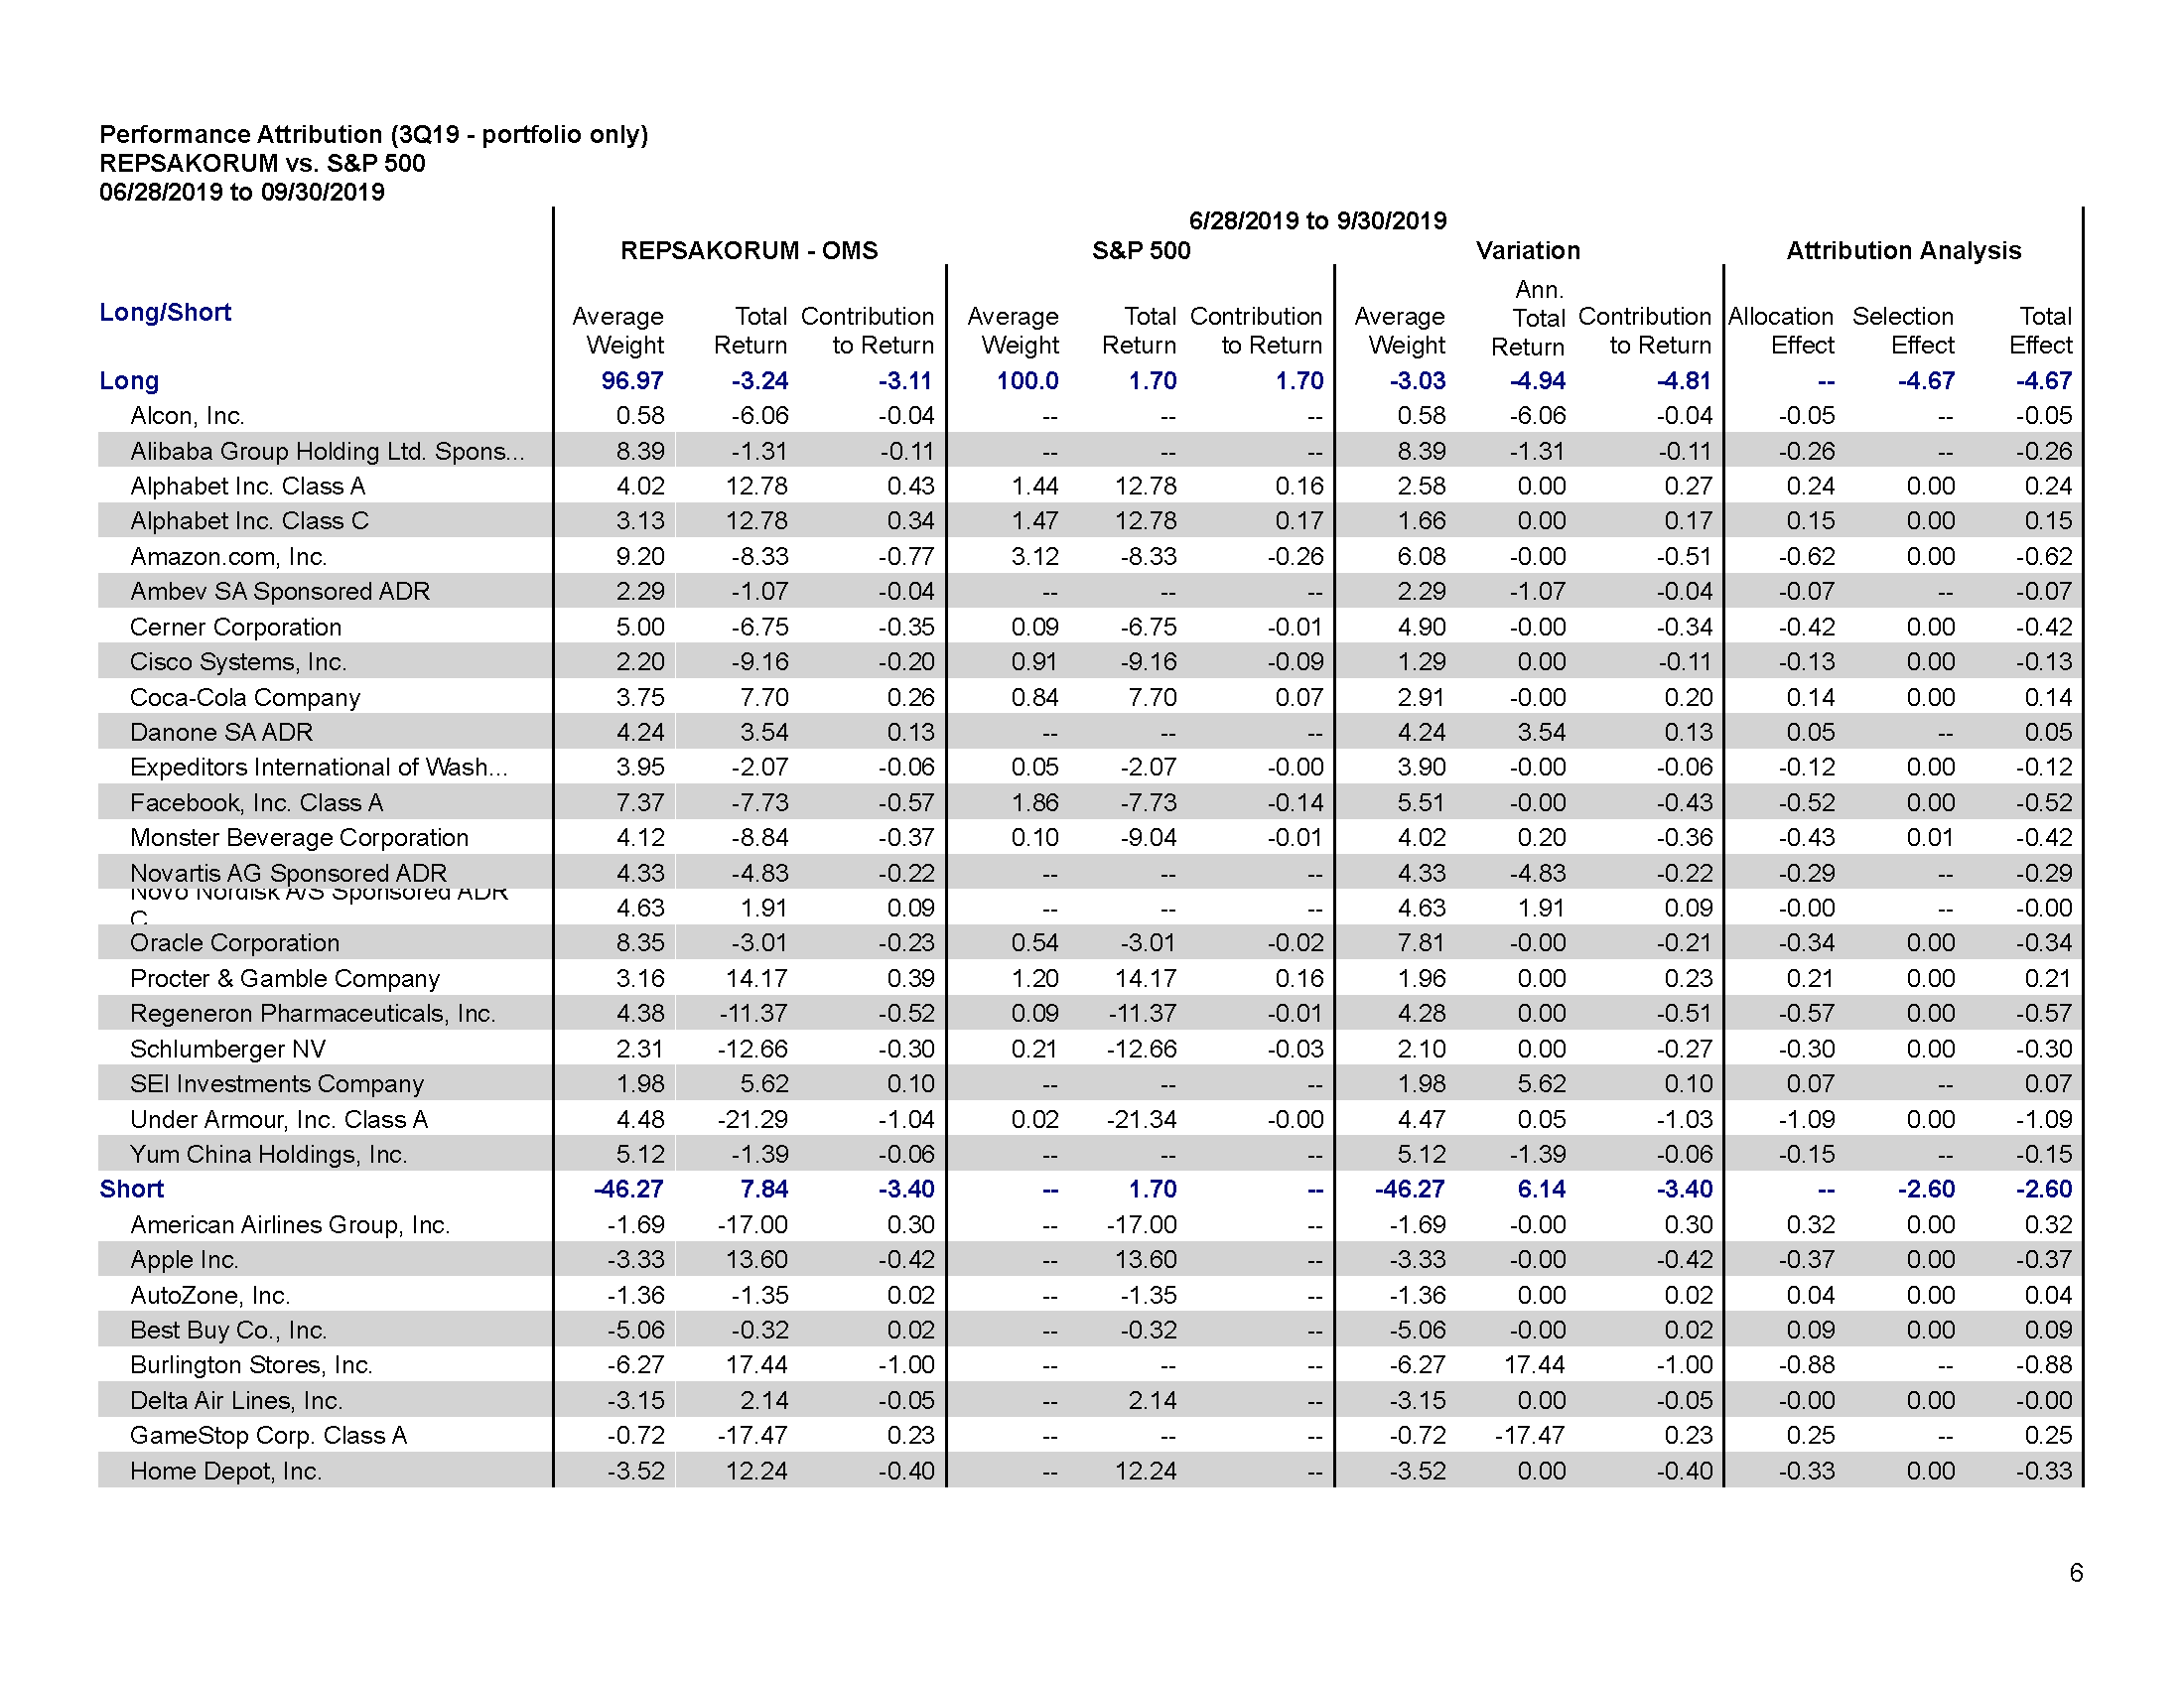 Performance Attribution (3Q19 - portfolio only)
REPSAKORUM vs. S&P 500
06/28/2019 to 09/30/2019
6/28/2019 to 9/30/2019
REPSAKORUM - OMS S&P 500 Variation Attribution Analysis
Long/Short Average Weight Total Return Contribution to Return Average Weight Total Return Contribution to Return Average Weight Ann. Total Return Contribution to Return Allocation Effect Selection Effect Total Effect
Long 96.97 -3.24 -3.11 100.0 1.70 1.70 -3.03 -4.94 -4.81 -- -4.67 -4.67
Alcon, Inc. 0.58 -6.06 -0.04 -- -- -- 0.58 -6.06 -0.04 -0.05 -- -0.05
Alibaba Group Holding Ltd. Spons... 8.39 -1.31 -0.11 -- -- -- 8.39 -1.31 -0.11 -0.26 -- -0.26
Alphabet Inc. Class A 4.02 12.78 0.43 1.44 12.78 0.16 2.58 0.00 0.27 0.24 0.00 0.24
Alphabet Inc. Class C 3.13 12.78 0.34 1.47 12.78 0.17 1.66 0.00 0.17 0.15 0.00 0.15
Amazon.com, Inc. 9.20 -8.33 -0.77 3.12 -8.33 -0.26 6.08 -0.00 -0.51 -0.62 0.00 -0.62
Ambev SA Sponsored ADR 2.29 -1.07 -0.04 -- -- -- 2.29 -1.07 -0.04 -0.07 -- -0.07
Cerner Corporation 5.00 -6.75 -0.35 0.09 -6.75 -0.01 4.90 -0.00 -0.34 -0.42 0.00 -0.42
Cisco Systems, Inc. 2.20 -9.16 -0.20 0.91 -9.16 -0.09 1.29 0.00 -0.11 -0.13 0.00 -0.13
Coca-Cola Company 3.75 7.70 0.26 0.84 7.70 0.07 2.91 -0.00 0.20 0.14 0.00 0.14
Danone SA ADR 4.24 3.54 0.13 -- -- -- 4.24 3.54 0.13 0.05 -- 0.05
Expeditors International of Wash... 3.95 -2.07 -0.06 0.05 -2.07 -0.00 3.90 -0.00 -0.06 -0.12 0.00 -0.12
Facebook, Inc. Class A 7.37 -7.73 -0.57 1.86 -7.73 -0.14 5.51 -0.00 -0.43 -0.52 0.00 -0.52
Monster Beverage Corporation 4.12 -8.84 -0.37 0.10 -9.04 -0.01 4.02 0.20 -0.36 -0.43 0.01 -0.42
Novartis AG Sponsored ADR 4.33 -4.83 -0.22 -- -- -- 4.33 -4.83 -0.22 -0.29 -- -0.29
Novo Nordisk A/S Sponsored ADR C 4.63 1.91 0.09 -- -- -- 4.63 1.91 0.09 -0.00 -- -0.00
Oracle Corporation 8.35 -3.01 -0.23 0.54 -3.01 -0.02 7.81 -0.00 -0.21 -0.34 0.00 -0.34
Procter & Gamble Company 3.16 14.17 0.39 1.20 14.17 0.16 1.96 0.00 0.23 0.21 0.00 0.21
Regeneron Pharmaceuticals, Inc. 4.38 -11.37 -0.52 0.09 -11.37 -0.01 4.28 0.00 -0.51 -0.57 0.00 -0.57
Schlumberger NV 2.31 -12.66 -0.30 0.21 -12.66 -0.03 2.10 0.00 -0.27 -0.30 0.00 -0.30
SEI Investments Company 1.98 5.62 0.10 -- -- -- 1.98 5.62 0.10 0.07 -- 0.07
Under Armour, Inc. Class A 4.48 -21.29 -1.04 0.02 -21.34 -0.00 4.47 0.05 -1.03 -1.09 0.00 -1.09
Yum China Holdings, Inc. 5.12 -1.39 -0.06 -- -- -- 5.12 -1.39 -0.06 -0.15 -- -0.15
Short -46.27 7.84 -3.40 -- 1.70 -- -46.27 6.14 -3.40 -- -2.60 -2.60
American Airlines Group, Inc. -1.69 -17.00 0.30 -- -17.00 -- -1.69 -0.00 0.30 0.32 0.00 0.32
Apple Inc. -3.33 13.60 -0.42 -- 13.60 -- -3.33 -0.00 -0.42 -0.37 0.00 -0.37
AutoZone, Inc. -1.36 -1.35 0.02 -- -1.35 -- -1.36 0.00 0.02 0.04 0.00 0.04
Best Buy Co., Inc. -5.06 -0.32 0.02 -- -0.32 -- -5.06 -0.00 0.02 0.09 0.00 0.09
Burlington Stores, Inc. -6.27 17.44 -1.00 -- -- -- -6.27 17.44 -1.00 -0.88 -- -0.88
Delta Air Lines, Inc. -3.15 2.14 -0.05 -- 2.14 -- -3.15 0.00 -0.05 -0.00 0.00 -0.00
GameStop Corp. Class A -0.72 -17.47 0.23 -- -- -- -0.72 -17.47 0.23 0.25 -- 0.25
Home Depot, Inc. -3.52 12.24 -0.40 -- 12.24 -- -3.52 0.00 -0.40 -0.33 0.00 -0.33
6